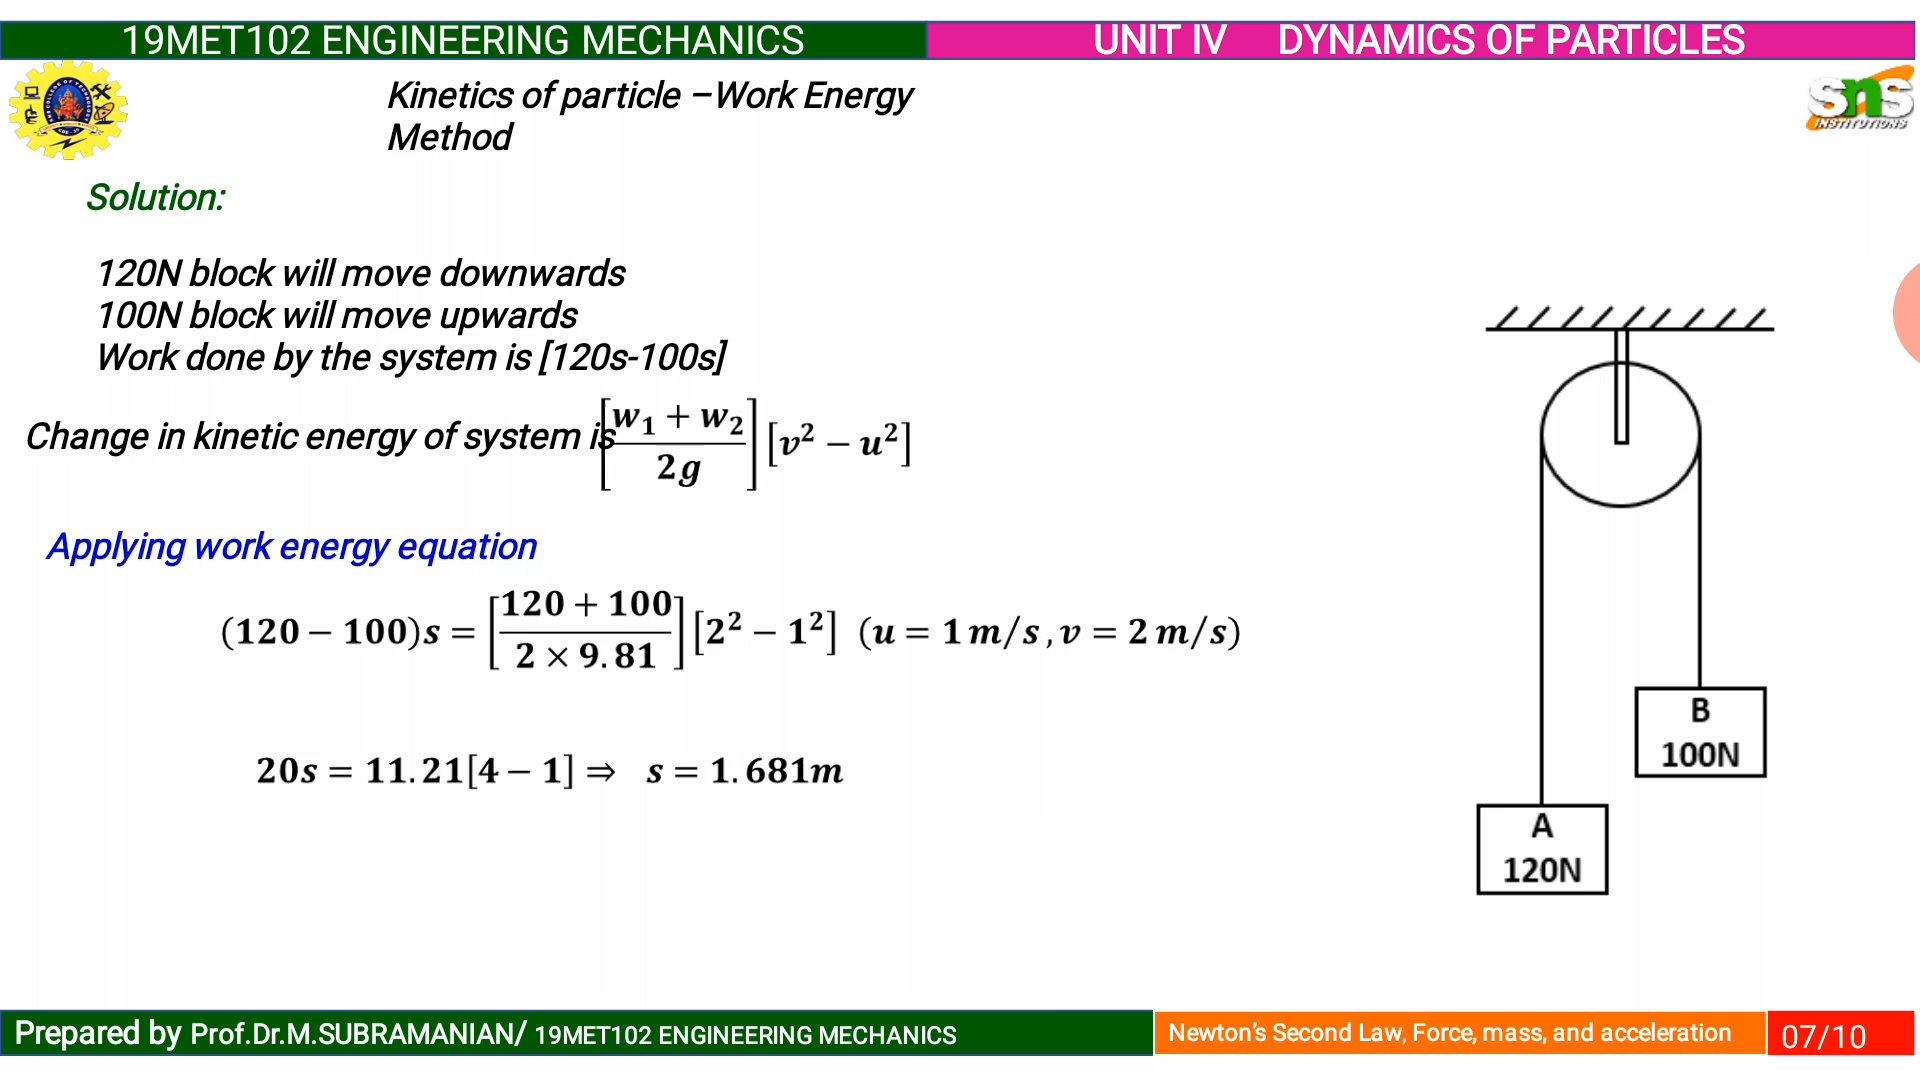 19MET102 ENGINEERING MECHANICS
UNIT IV DYNAMICS OF PARTICLES
Kinetics of particle –Work Energy
Method
sns
INSTITUTIONS
Solution:
120N block will move downwards
100N block will move upwards
Work done by the system is [120s-100s]
Change in kinetic energy of system is [(w₁ + w₂)/2g] [v² − u²]
Applying work energy equation
(120 − 100)s = [(120 + 100)/(2 × 9.81)] [2² − 1²] (u = 1 m/s , v = 2 m/s)
20s = 11.21[4 − 1] ⇒ s = 1.681m
B
100N
A
120N
Prepared by Prof.Dr.M.SUBRAMANIAN/ 19MET102 ENGINEERING MECHANICS
Newton’s Second Law, Force, mass, and acceleration
07/10